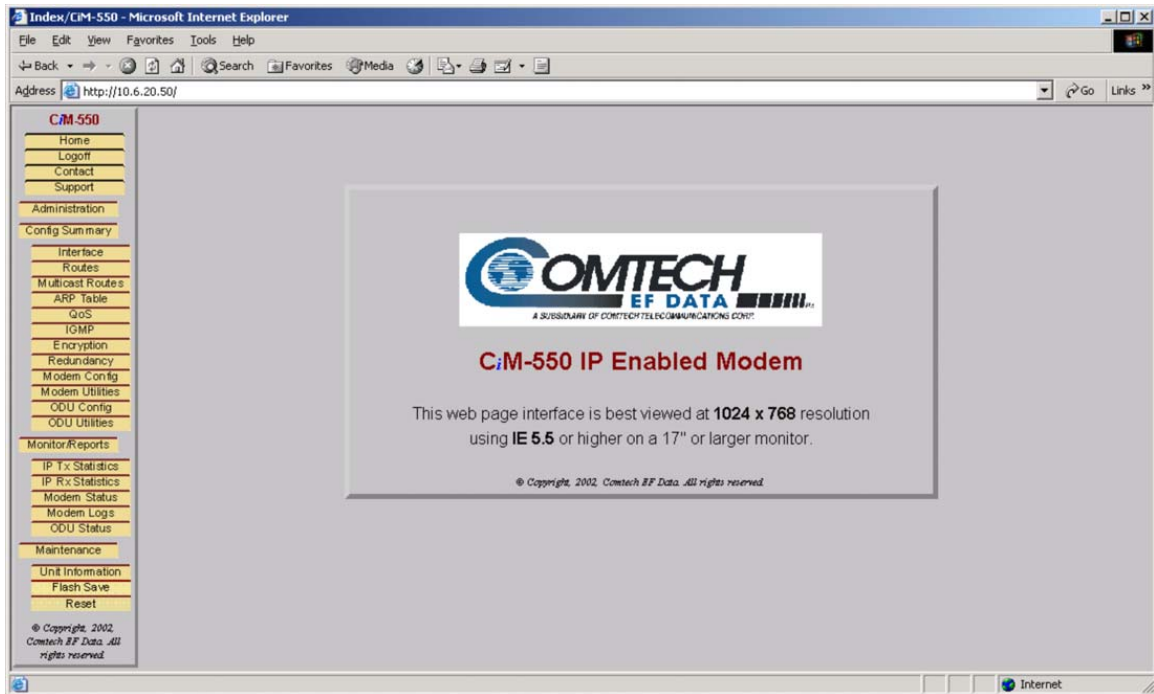 Index/CiM-550 - Microsoft Internet Explorer
File Edit View Favorites Tools Help
Back Search Favorites Media
Address http://10.6.20.50/ Go Links »
CiM-550
Home
Logoff
Contact
Support
Administration
Config Summary
Interface
Routes
Multicast Routes
ARP Table
QoS
IGMP
Encryption
Redundancy
Modem Config
Modem Utilities
ODU Config
ODU Utilities
Monitor/Reports
IP Tx Statistics
IP Rx Statistics
Modem Status
Modem Logs
ODU Status
Maintenance
Unit Information
Flash Save
Reset
© Copyright, 2002,
Comtech EF Data. All
rights reserved.
COMTECH
EF DATA
A SUBSIDIARY OF COMTECH TELECOMMUNICATIONS CORP.
CiM-550 IP Enabled Modem
This web page interface is best viewed at 1024 x 768 resolution
using IE 5.5 or higher on a 17" or larger monitor.
© Copyright, 2002, Comtech EF Data. All rights reserved.
Internet